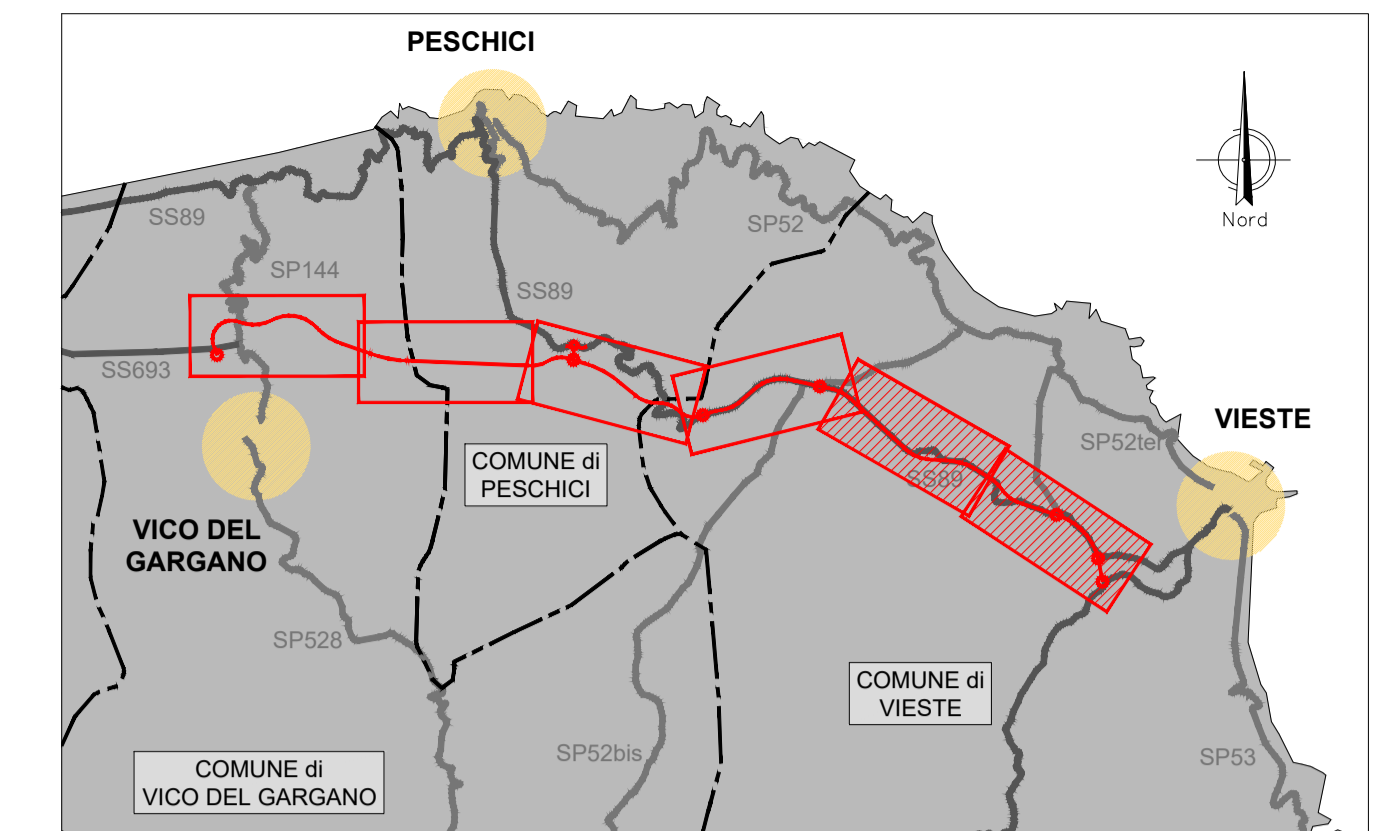 PESCHICI
Nord
SS89
SP52
SP144
SS89
SS693
VIESTE
SP52ter
COMUNE di
PESCHICI
SS89
VICO DEL
GARGANO
SP528
COMUNE di
VIESTE
SP52bis
SP53
COMUNE di
VICO DEL GARGANO